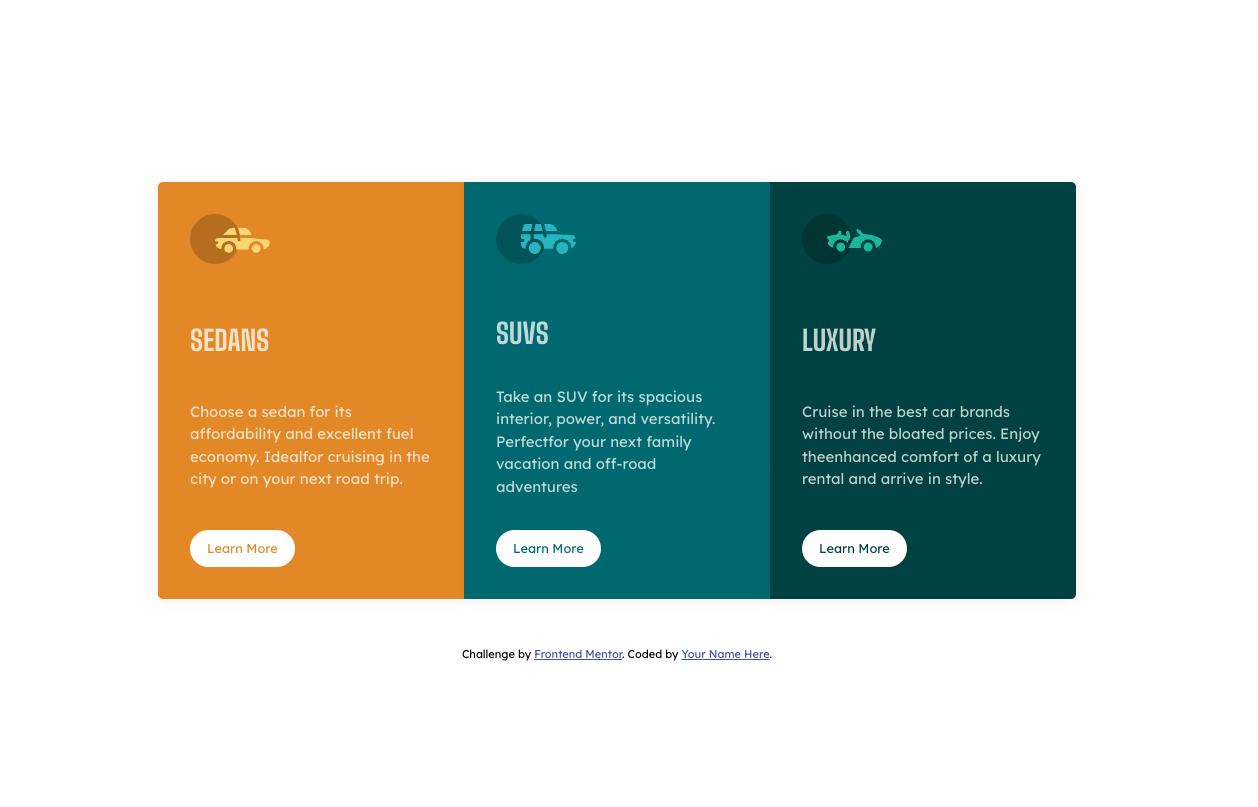 SEDANS
Choose a sedan for its
affordability and excellent fuel
economy. Idealfor cruising in the
city or on your next road trip.
Learn More
SUVS
Take an SUV for its spacious
interior, power, and versatility.
Perfectfor your next family
vacation and off-road
adventures
Learn More
LUXURY
Cruise in the best car brands
without the bloated prices. Enjoy
theenhanced comfort of a luxury
rental and arrive in style.
Learn More
Challenge by Frontend Mentor. Coded by Your Name Here.